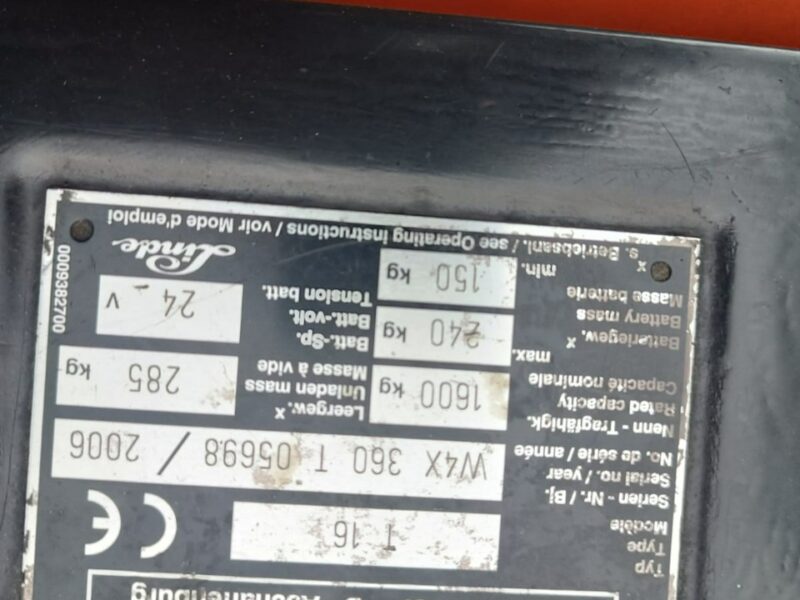 Aschaffenburg
Typ
Type
Modèle
T 16
CE
Serien - Nr. / Bj.
Serial no. / year
No. de série / année
W4X 360 T 05698 / 2006
Nenn - Tragfähigk.
Rated capacity
Capacité nominale
1600 kg
Leergew. x
Unladen mass
Masse à vide
285 kg
Batteriegew. x
Battery mass
Masse batterie
max.
240 kg
min.
150 kg
Batt.-Sp.
Batt.-volt.
Tension batt.
24 V
x
s. Betriebsanl. / see Operating instructions / voir Mode d'emploi
Linde
0009382700